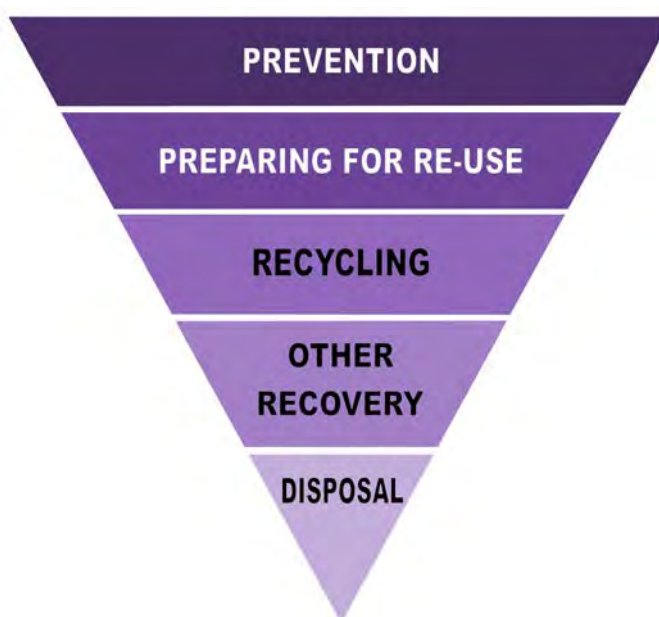 PREVENTION
PREPARING FOR RE-USE
RECYCLING
OTHER
RECOVERY
DISPOSAL